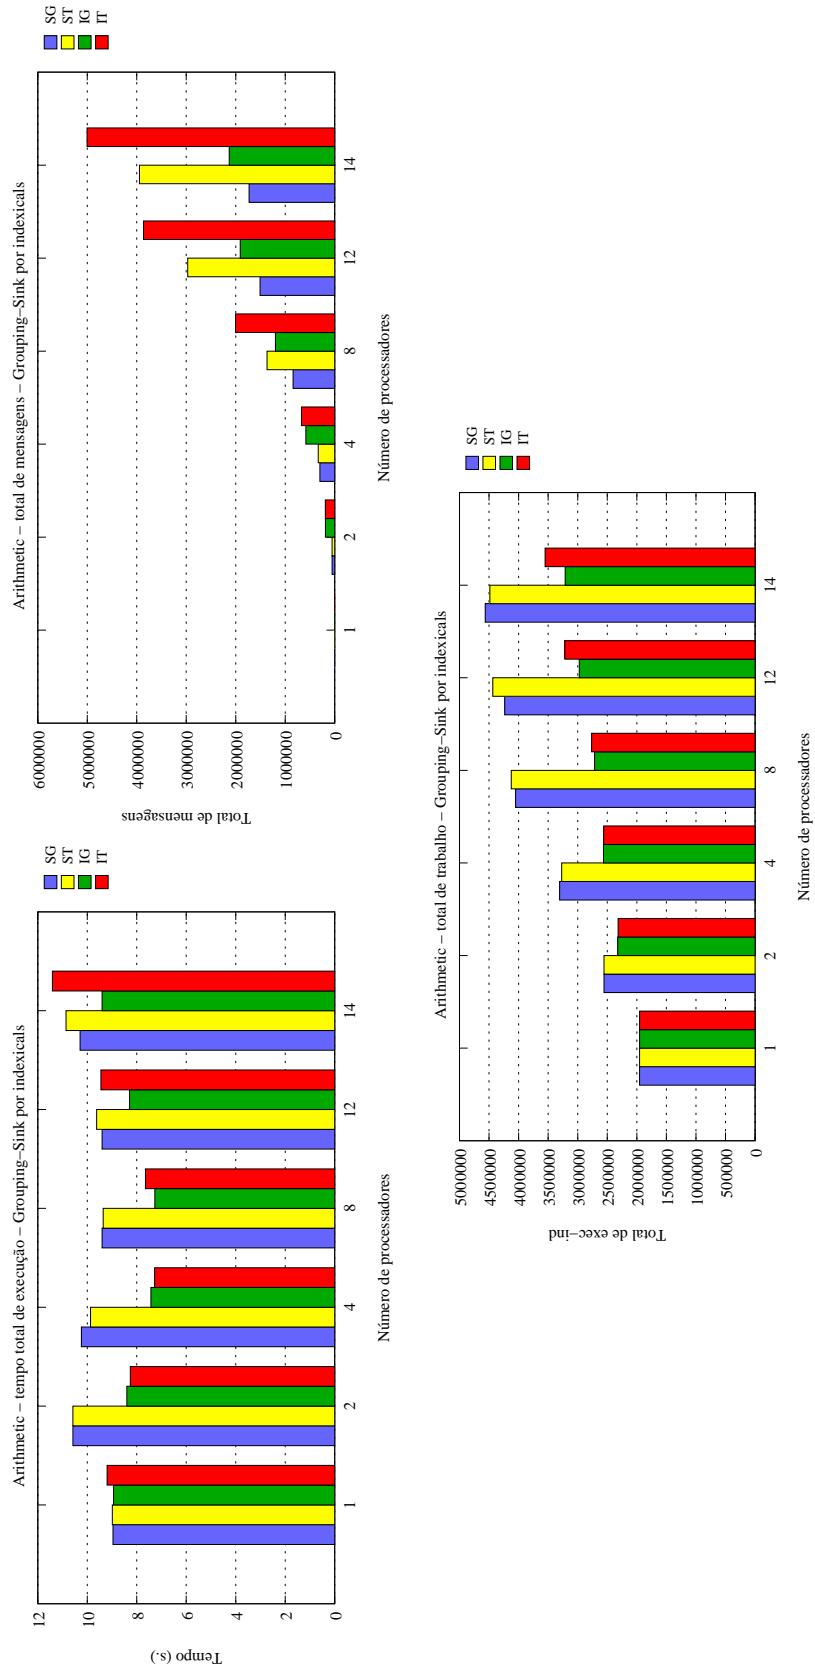 Arithmetic − tempo total de execução − Grouping−Sink por indexicals
Tempo (s.)
12
10
8
6
4
2
0
1
2
4
8
12
14
Número de processadores
SG
ST
IG
IT
Arithmetic − total de mensagens − Grouping−Sink por indexicals
Total de mensagens
6000000
5000000
4000000
3000000
2000000
1000000
0
1
2
4
8
12
14
Número de processadores
SG
ST
IG
IT
Arithmetic − total de trabalho − Grouping−Sink por indexicals
Total de exec−ind
5000000
4500000
4000000
3500000
3000000
2500000
2000000
1500000
1000000
500000
0
1
2
4
8
12
14
Número de processadores
SG
ST
IG
IT